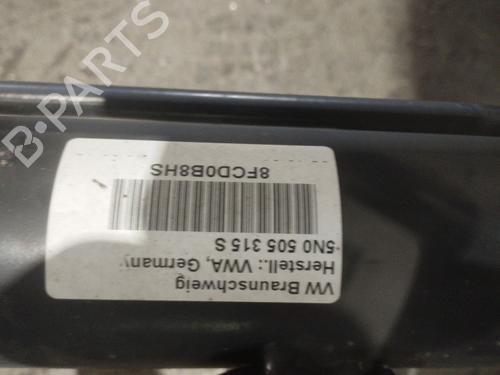 B-PARTS
VW Braunschweig
Herstell.: VWA, Germany
5N0 505 315 S
8FCD0B8HS